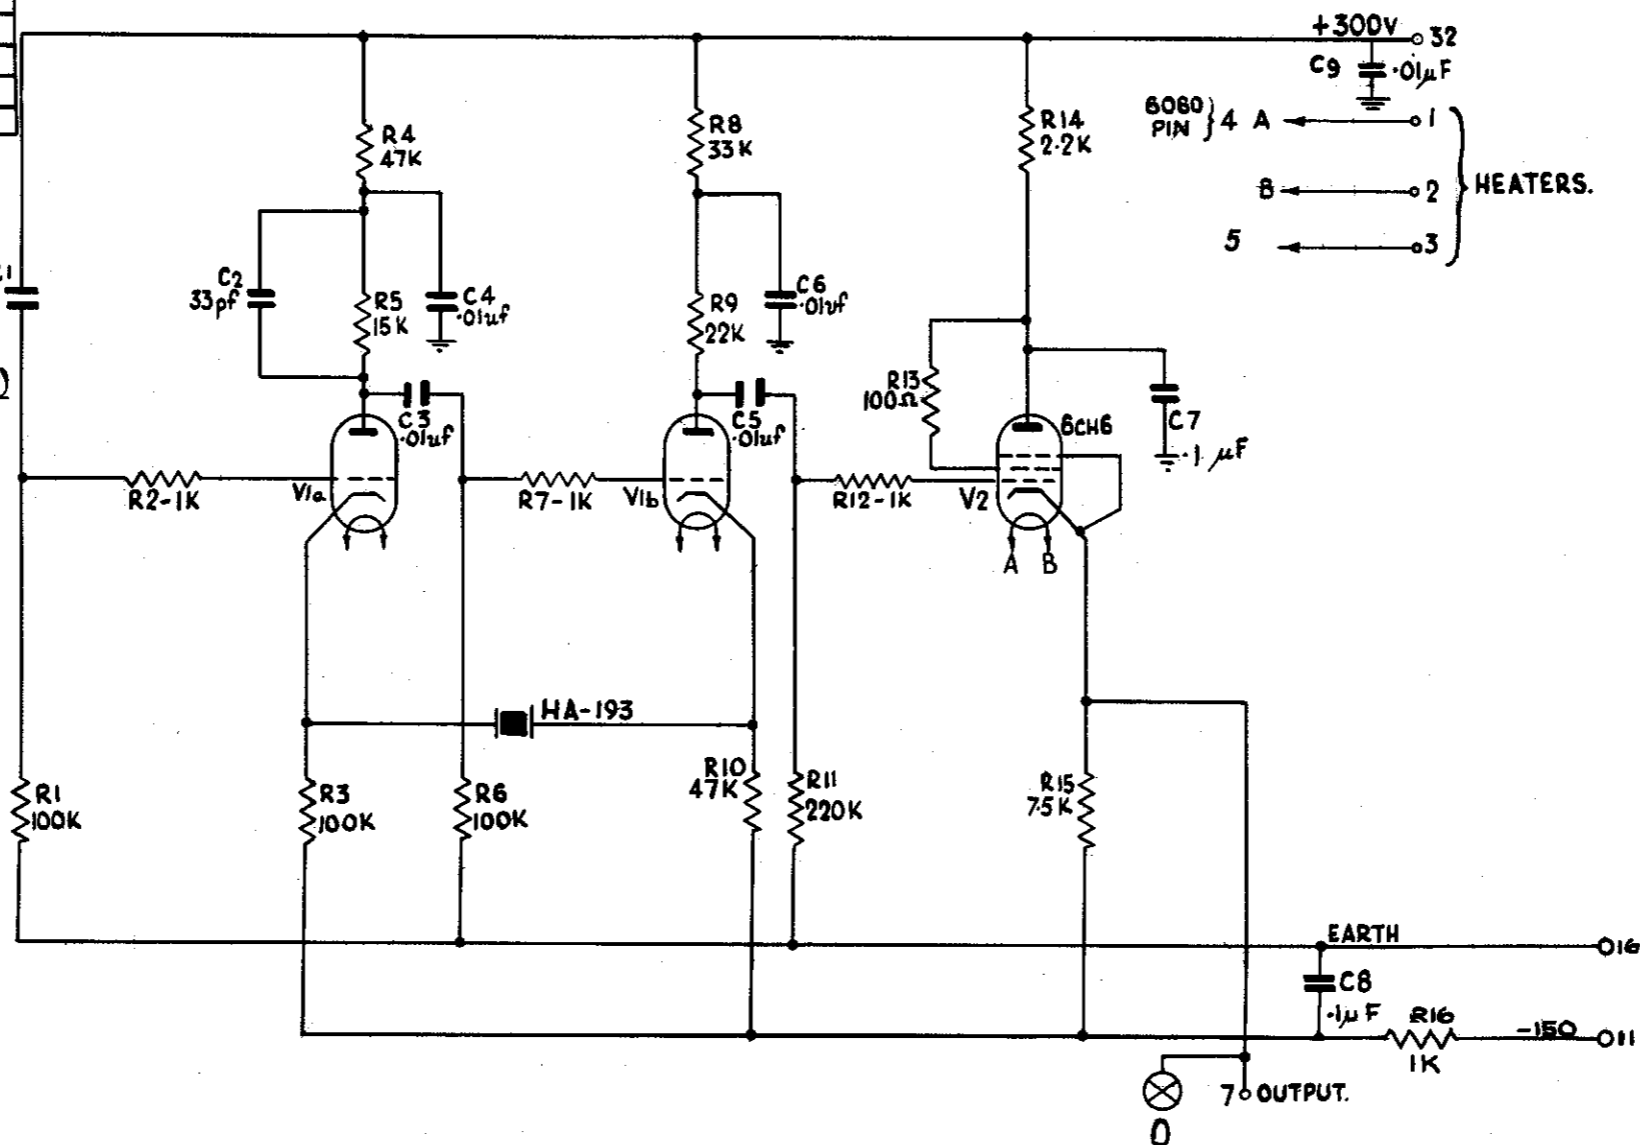 +300V
32
C9
.01µF
6060
PIN } 4 A
1
B
2
HEATERS.
5
3
R4
47K
R8
33K
R14
2.2K
C2
33pf
R5
15K
C4
.01uf
R9
22K
C6
.01uf
R13
100Ω
C3
.01uf
C5
.01uf
6CH6
C7
.1 µF
R2-1K
V1a
R7-1K
V1b
R12-1K
V2
A B
HA-193
R1
100K
R3
100K
R6
100K
R10
47K
R11
220K
R15
7.5K
EARTH
16
C8
.1µF
R16
1K
-150
11
7
OUTPUT.